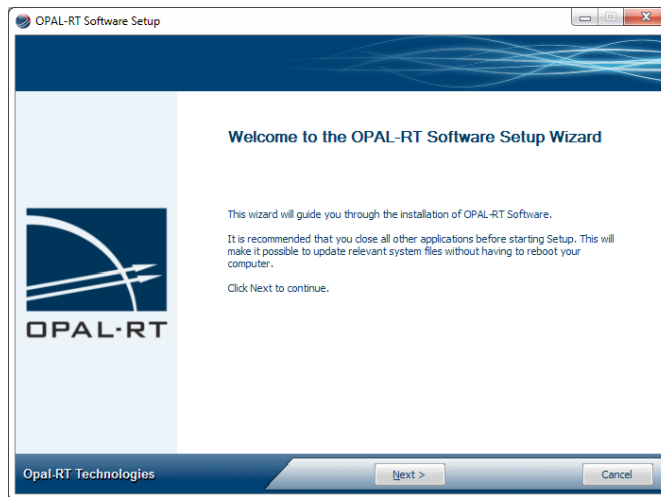 OPAL-RT Software Setup
Welcome to the OPAL-RT Software Setup Wizard
This wizard will guide you through the installation of OPAL-RT Software.
It is recommended that you close all other applications before starting Setup. This will
make it possible to update relevant system files without having to reboot your
computer.
Click Next to continue.
OPAL-RT
Opal-RT Technologies
Next >
Cancel